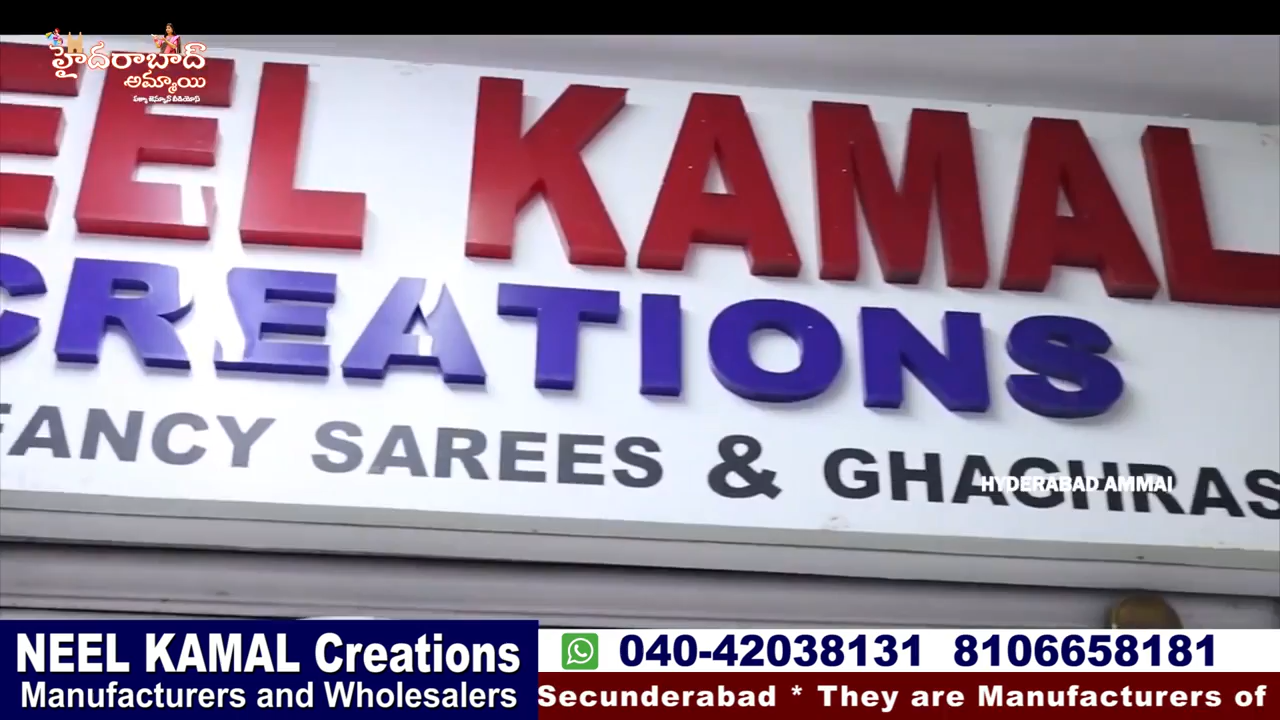 హైదరాబాద్
అమ్మాయి
EEL KAMAL
CREATIONS
FANCY SAREES & GHAGHRAS
HYDERABAD AMMAI
NEEL KAMAL Creations
Manufacturers and Wholesalers
040-42038131 8106658181
Secunderabad * They are Manufacturers of